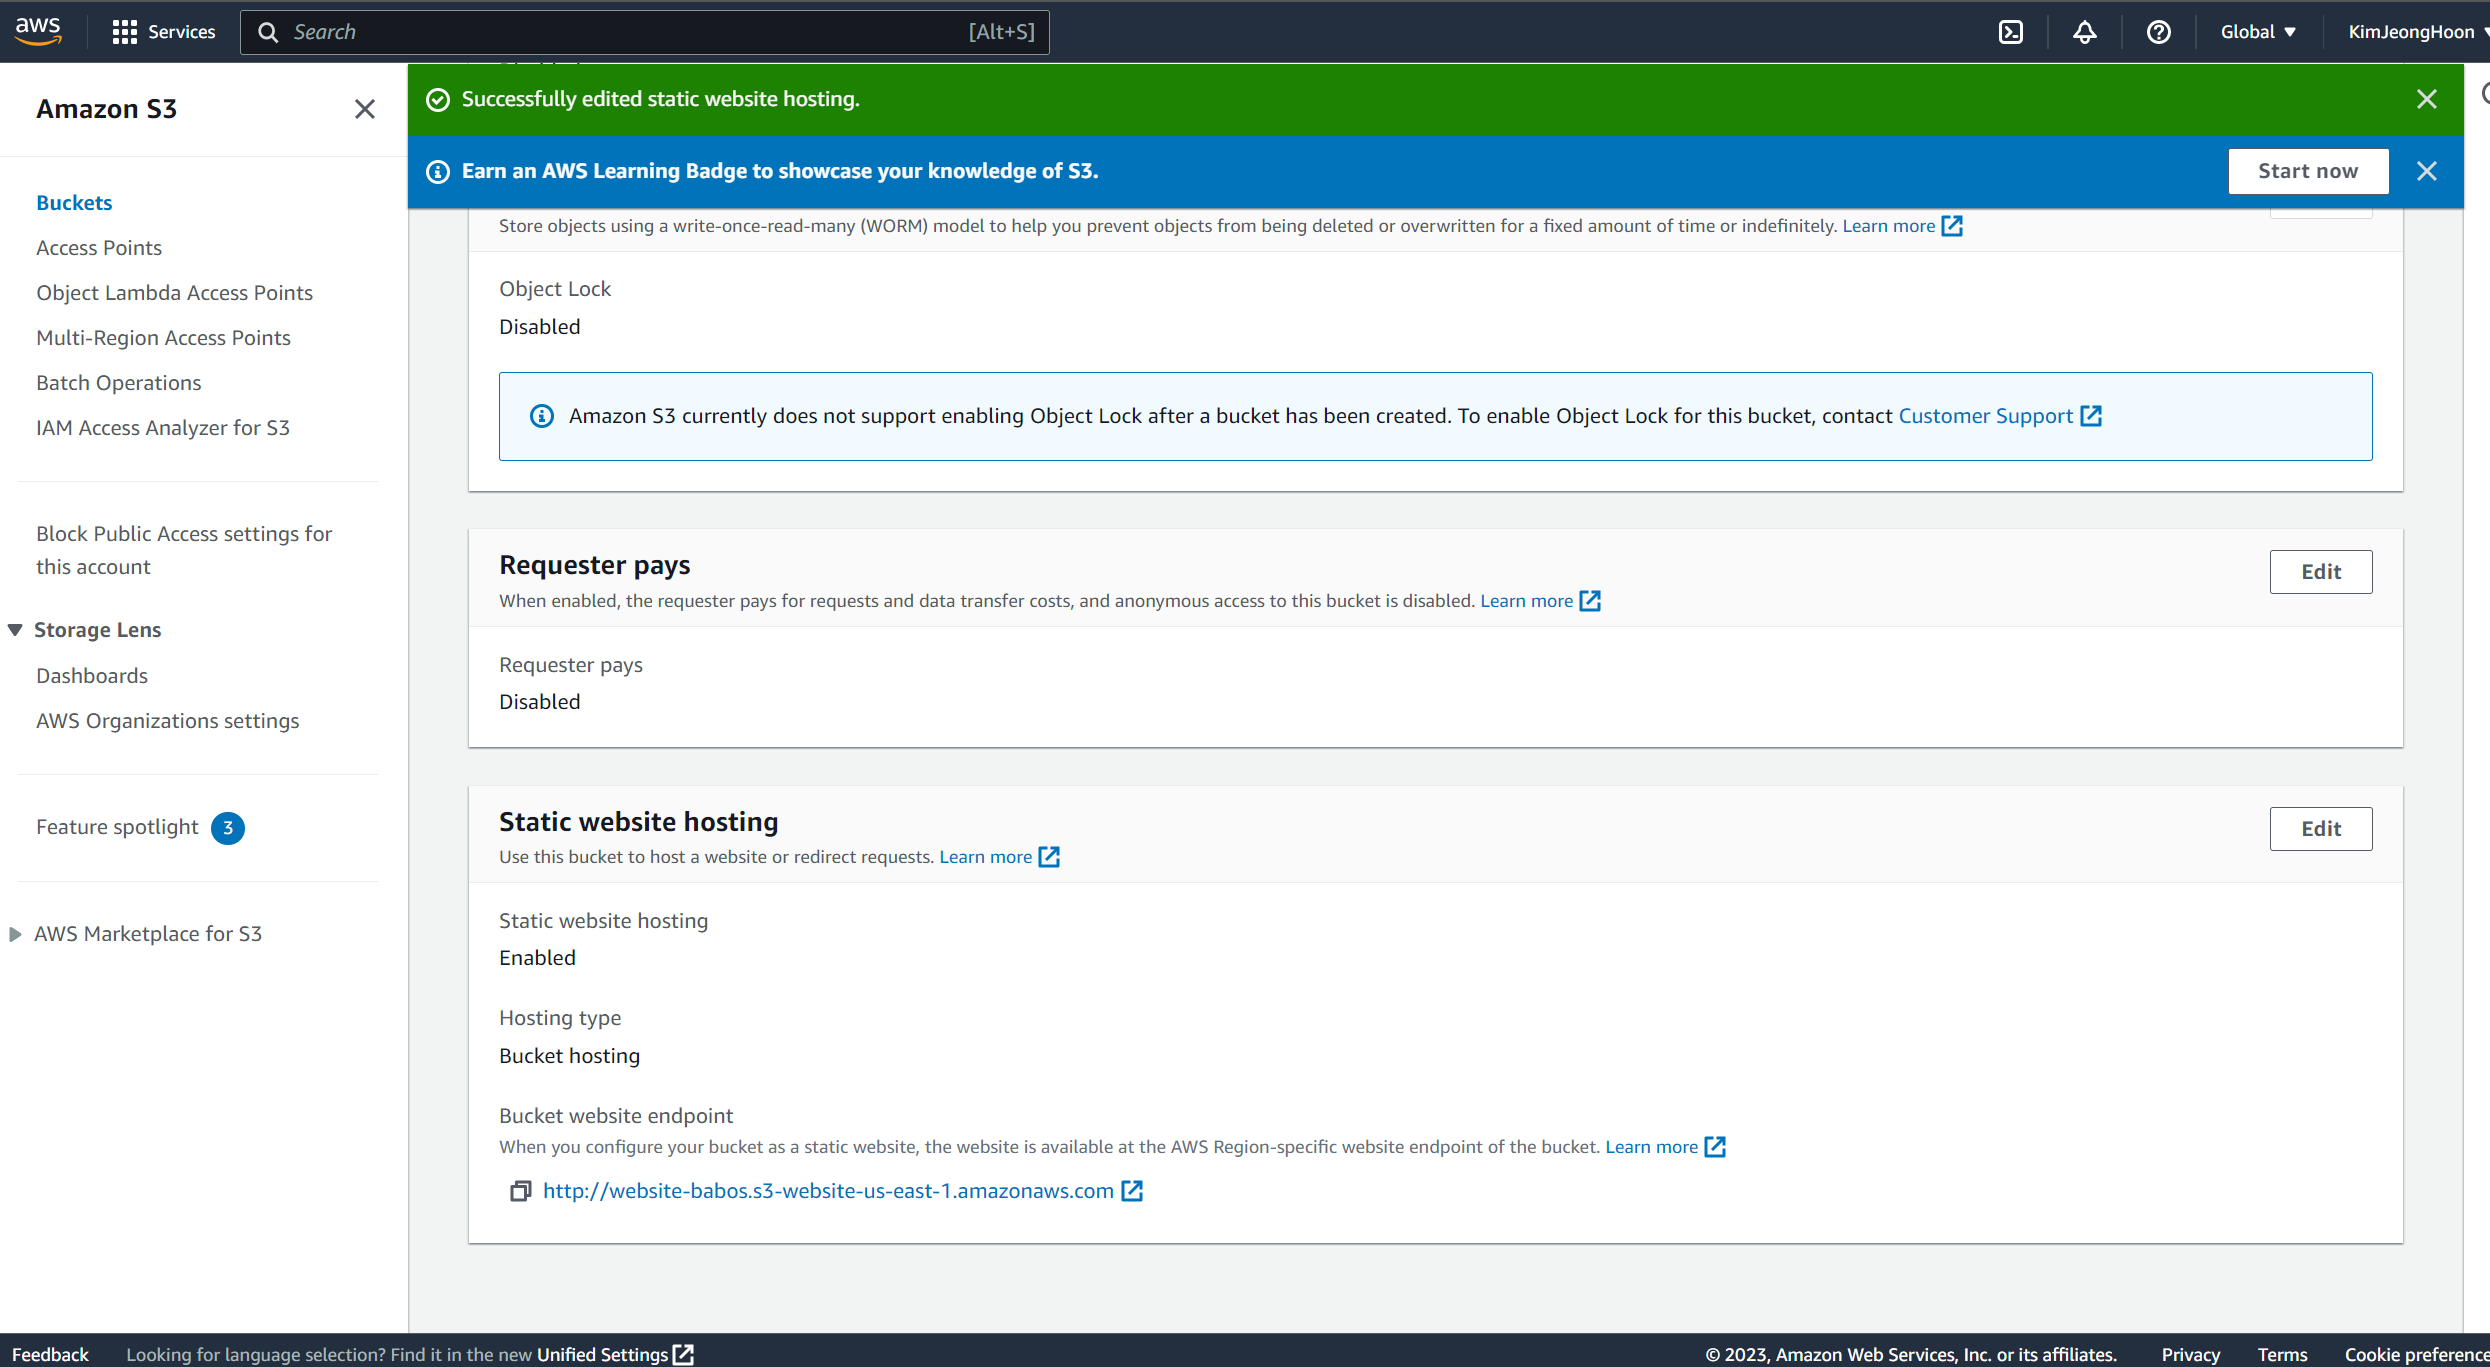 aws
Services
Search
[Alt+S]
Global
KimJeongHoon
Amazon S3
Buckets
Access Points
Object Lambda Access Points
Multi-Region Access Points
Batch Operations
IAM Access Analyzer for S3
Block Public Access settings for
this account
Storage Lens
Dashboards
AWS Organizations settings
Feature spotlight 3
AWS Marketplace for S3
Successfully edited static website hosting.
Earn an AWS Learning Badge to showcase your knowledge of S3.
Start now
Store objects using a write-once-read-many (WORM) model to help you prevent objects from being deleted or overwritten for a fixed amount of time or indefinitely. Learn more
Object Lock
Disabled
Amazon S3 currently does not support enabling Object Lock after a bucket has been created. To enable Object Lock for this bucket, contact Customer Support
Requester pays
Edit
When enabled, the requester pays for requests and data transfer costs, and anonymous access to this bucket is disabled. Learn more
Requester pays
Disabled
Static website hosting
Edit
Use this bucket to host a website or redirect requests. Learn more
Static website hosting
Enabled
Hosting type
Bucket hosting
Bucket website endpoint
When you configure your bucket as a static website, the website is available at the AWS Region-specific website endpoint of the bucket. Learn more
http://website-babos.s3-website-us-east-1.amazonaws.com
Feedback
Looking for language selection? Find it in the new Unified Settings
© 2023, Amazon Web Services, Inc. or its affiliates.
Privacy
Terms
Cookie preference